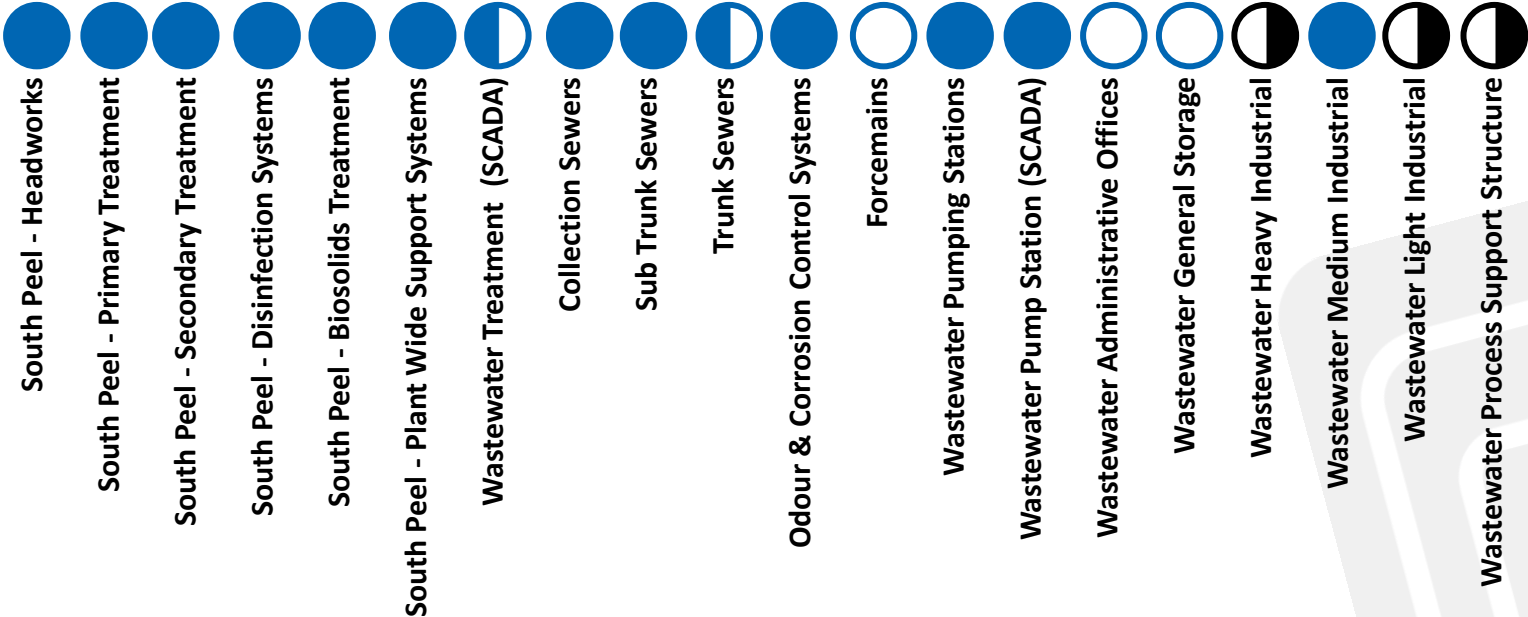 South Peel - Headworks
South Peel - Primary Treatment
South Peel - Secondary Treatment
South Peel - Disinfection Systems
South Peel - Biosolids Treatment
South Peel - Plant Wide Support Systems
Wastewater Treatment  (SCADA)
Collection Sewers
Sub Trunk Sewers
Trunk Sewers
Odour & Corrosion Control Systems
Forcemains
Wastewater Pumping Stations
Wastewater Pump Station (SCADA)
Wastewater Administrative Offices
Wastewater General Storage
Wastewater Heavy Industrial
Wastewater Medium Industrial
Wastewater Light Industrial
Wastewater Process Support Structure